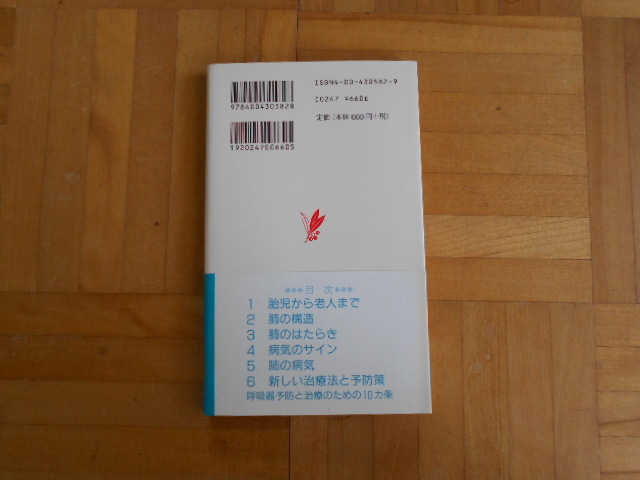 ISBN4-00-430582-9
C0247 ¥660E
定価(本体660円+税)
9784004305828
1920247006605
目次
1 胎児から老人まで
2 肺の構造
3 肺のはたらき
4 病気のサイン
5 肺の病気
6 新しい治療法と予防策
呼吸器予防と治療のための10カ条